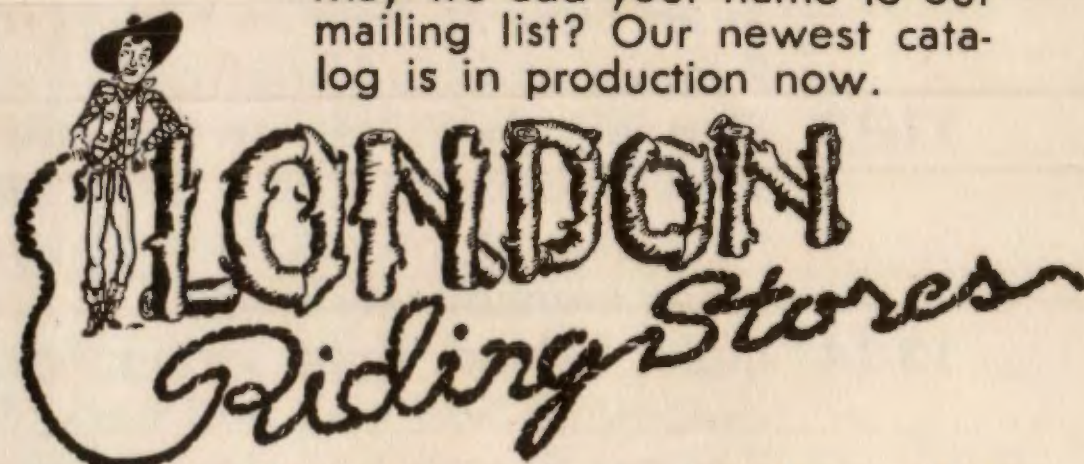 may we add your name to our
mailing list? Our newest cata-
log is in production now.
LONDON
Riding Stores